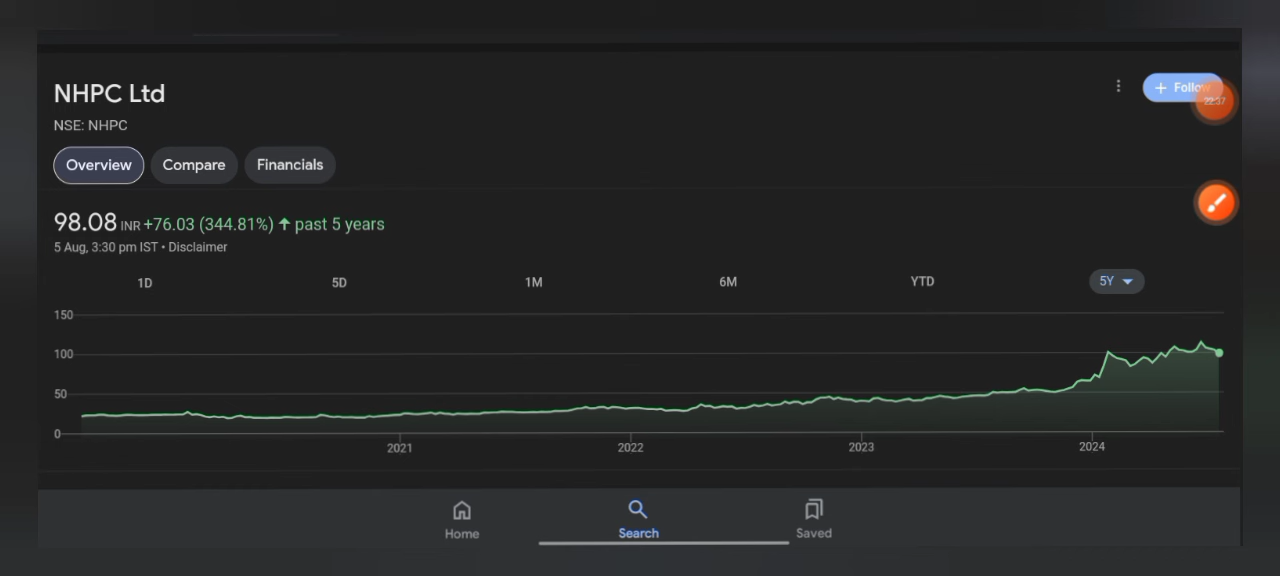 NHPC Ltd
+ Follow
22:37
NSE: NHPC
Overview Compare Financials
98.08 INR +76.03 (344.81%) ↑ past 5 years
5 Aug, 3:30 pm IST • Disclaimer
1D 5D 1M 6M YTD 5Y
150
100
50
0
2021 2022 2023 2024
Home Search Saved